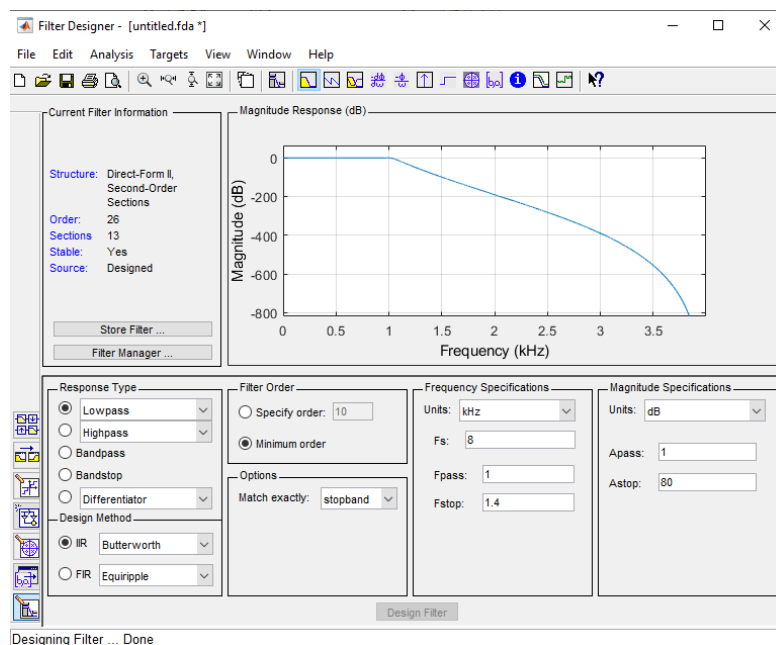 Filter Designer - [untitled.fda *]
File Edit Analysis Targets View Window Help
Current Filter Information
Structure: Direct-Form II,
Second-Order
Sections
Order: 26
Sections 13
Stable: Yes
Source: Designed
Store Filter ...
Filter Manager ...
Magnitude Response (dB)
0
-200
-400
-600
-800
Magnitude (dB)
0 0.5 1 1.5 2 2.5 3 3.5
Frequency (kHz)
Response Type
Lowpass
Highpass
Bandpass
Bandstop
Differentiator
Design Method
IIR Butterworth
FIR Equiripple
Filter Order
Specify order: 10
Minimum order
Options
Match exactly: stopband
Frequency Specifications
Units: kHz
Fs: 8
Fpass: 1
Fstop: 1.4
Magnitude Specifications
Units: dB
Apass: 1
Astop: 80
Design Filter
Designing Filter ... Done